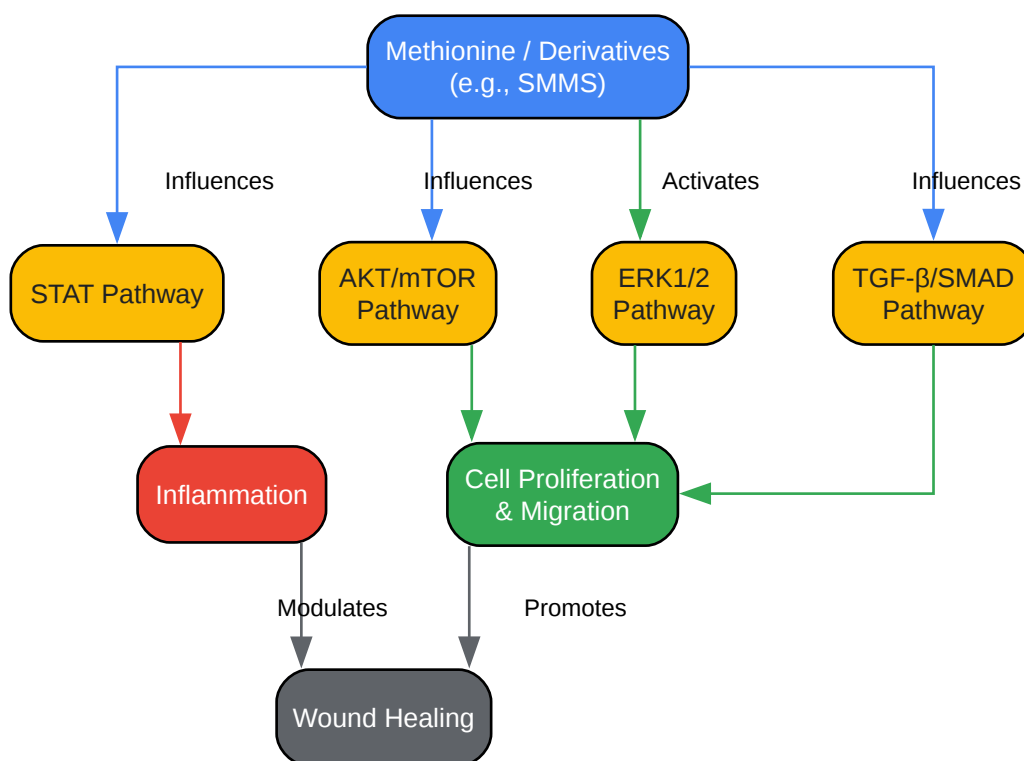 Methionine / Derivatives
(e.g., SMMS)
Influences
Influences
Activates
Influences
STAT Pathway
AKT/mTOR
Pathway
ERK1/2
Pathway
TGF-β/SMAD
Pathway
Inflammation
Cell Proliferation
& Migration
Modulates
Promotes
Wound Healing